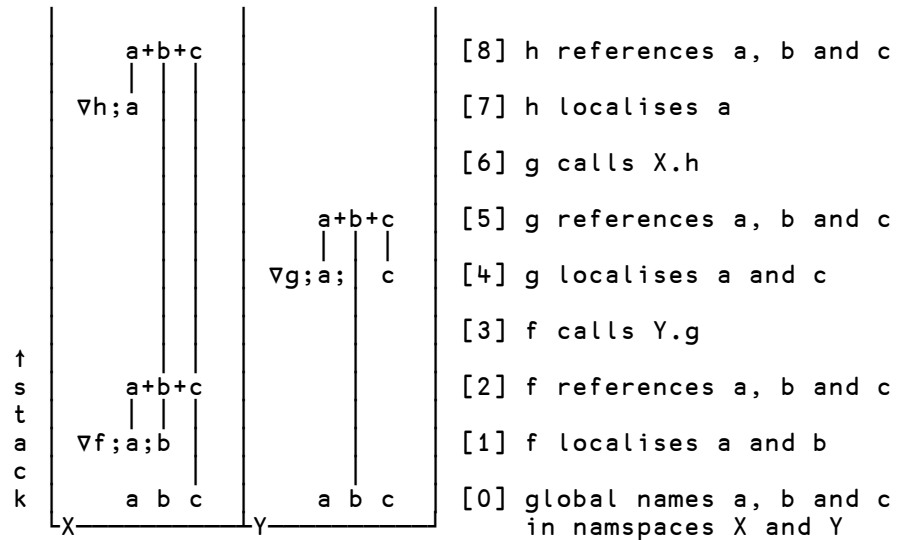 a+b+c [8] h references a, b and c
∇h;a [7] h localises a
[6] g calls X.h
a+b+c [5] g references a, b and c
∇g;a; c [4] g localises a and c
[3] f calls Y.g
↑
s a+b+c [2] f references a, b and c
t
a ∇f;a;b [1] f localises a and b
c
k a b c a b c [0] global names a, b and c
X Y in namspaces X and Y